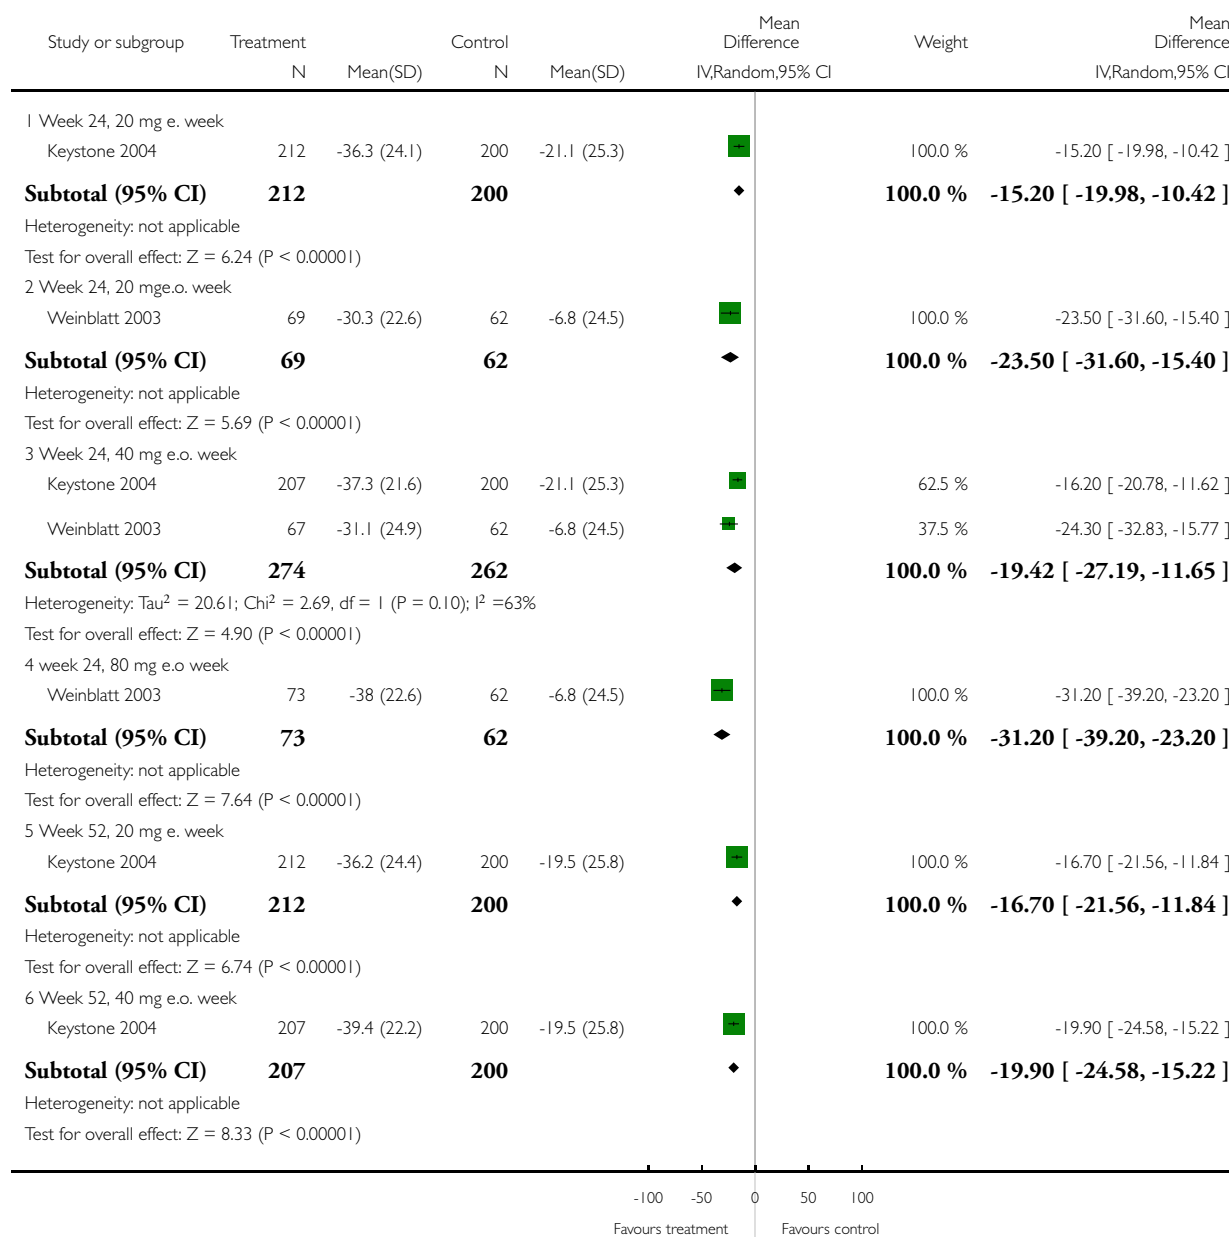 Study or subgroup Treatment Control Mean Difference Weight Mean Difference
N Mean(SD) N Mean(SD) IV,Random,95% CI IV,Random,95% CI
1 Week 24, 20 mg e. week
Keystone 2004 212 -36.3 (24.1) 200 -21.1 (25.3) 100.0 % -15.20 [ -19.98, -10.42 ]
Subtotal (95% CI) 212 200 100.0 % -15.20 [ -19.98, -10.42 ]
Heterogeneity: not applicable
Test for overall effect: Z = 6.24 (P < 0.00001)
2 Week 24, 20 mge.o. week
Weinblatt 2003 69 -30.3 (22.6) 62 -6.8 (24.5) 100.0 % -23.50 [ -31.60, -15.40 ]
Subtotal (95% CI) 69 62 100.0 % -23.50 [ -31.60, -15.40 ]
Heterogeneity: not applicable
Test for overall effect: Z = 5.69 (P < 0.00001)
3 Week 24, 40 mg e.o. week
Keystone 2004 207 -37.3 (21.6) 200 -21.1 (25.3) 62.5 % -16.20 [ -20.78, -11.62 ]
Weinblatt 2003 67 -31.1 (24.9) 62 -6.8 (24.5) 37.5 % -24.30 [ -32.83, -15.77 ]
Subtotal (95% CI) 274 262 100.0 % -19.42 [ -27.19, -11.65 ]
Heterogeneity: Tau² = 20.61; Chi² = 2.69, df = 1 (P = 0.10); I² =63%
Test for overall effect: Z = 4.90 (P < 0.00001)
4 week 24, 80 mg e.o week
Weinblatt 2003 73 -38 (22.6) 62 -6.8 (24.5) 100.0 % -31.20 [ -39.20, -23.20 ]
Subtotal (95% CI) 73 62 100.0 % -31.20 [ -39.20, -23.20 ]
Heterogeneity: not applicable
Test for overall effect: Z = 7.64 (P < 0.00001)
5 Week 52, 20 mg e. week
Keystone 2004 212 -36.2 (24.4) 200 -19.5 (25.8) 100.0 % -16.70 [ -21.56, -11.84 ]
Subtotal (95% CI) 212 200 100.0 % -16.70 [ -21.56, -11.84 ]
Heterogeneity: not applicable
Test for overall effect: Z = 6.74 (P < 0.00001)
6 Week 52, 40 mg e.o. week
Keystone 2004 207 -39.4 (22.2) 200 -19.5 (25.8) 100.0 % -19.90 [ -24.58, -15.22 ]
Subtotal (95% CI) 207 200 100.0 % -19.90 [ -24.58, -15.22 ]
Heterogeneity: not applicable
Test for overall effect: Z = 8.33 (P < 0.00001)
-100 -50 0 50 100
Favours treatment Favours control